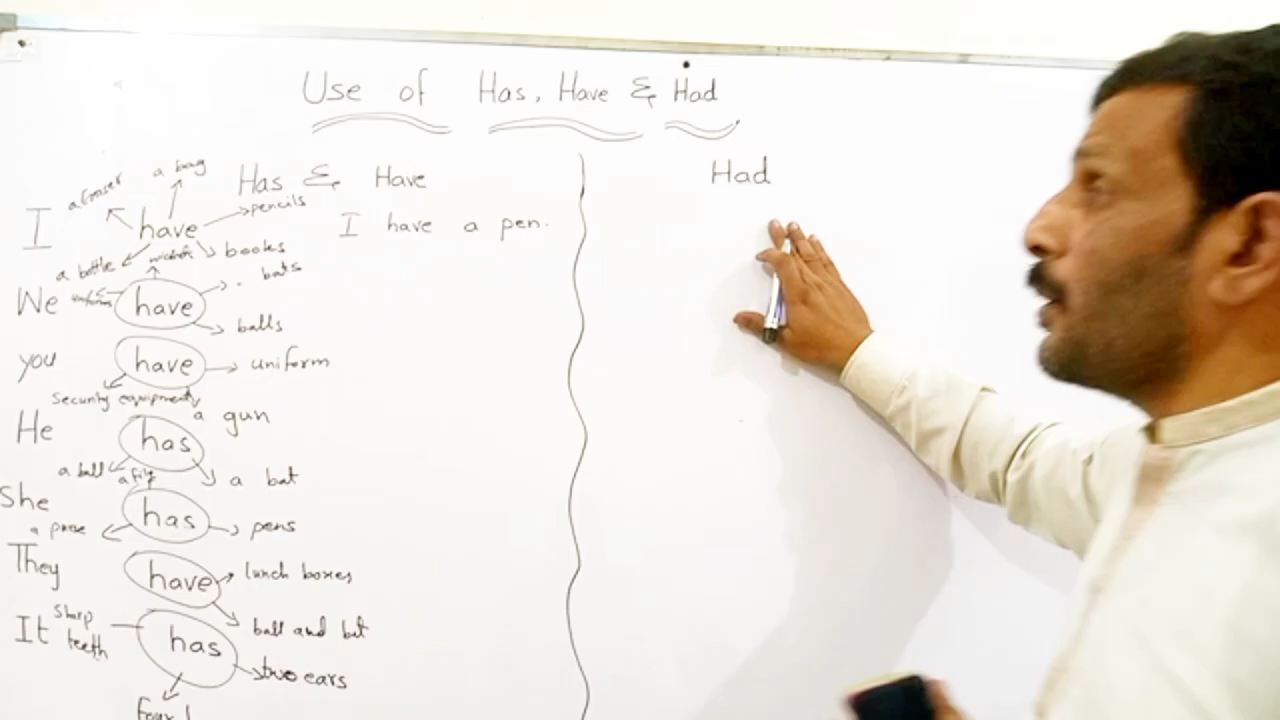 Use of Has, Have & Had
Has & Have
I have a pen.
I have
a bag
pencils
books
a bottle
We have
bats
balls
you have
uniform
Security equipments
He has
a gun
a bat
a ball
She has
pens
They have
lunch boxes
ball and bat
It has
Sharp
teeth
two ears
Had